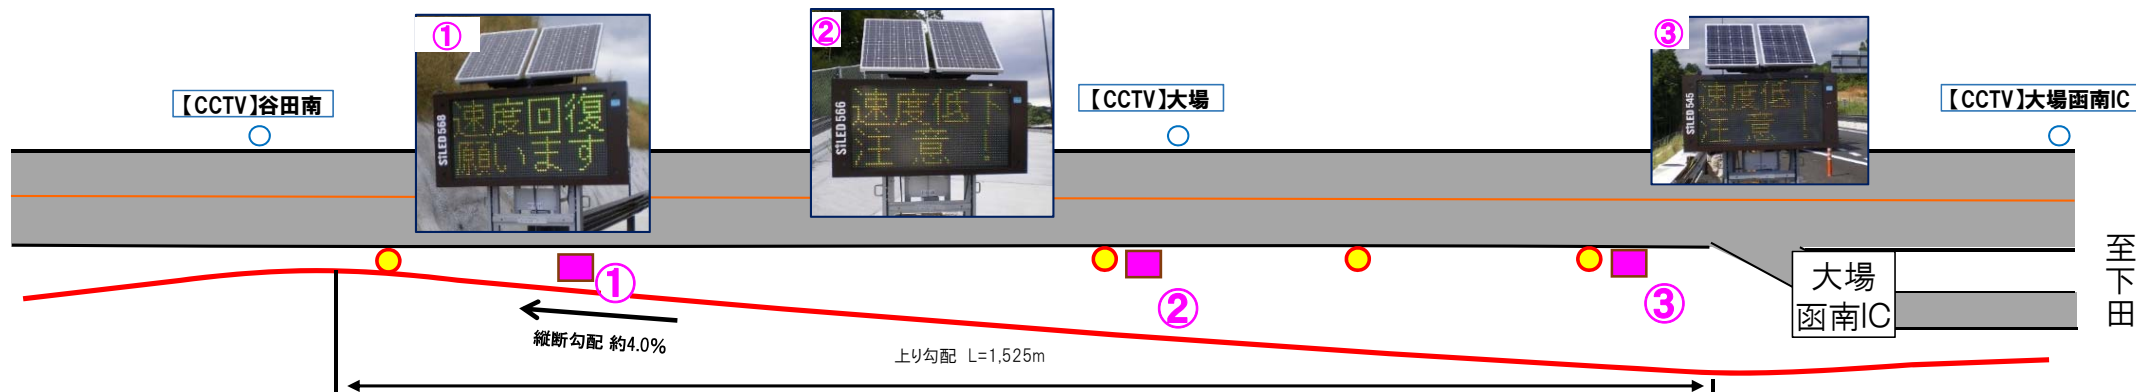 ①
②
③
【CCTV】谷田南
【CCTV】大場
【CCTV】大場函南IC
SiLED568
速度回復
願います
SiLED566
速度低下
注意!
SiLED545
速度低下
注意!
①
②
③
大場
函南IC
至下田
縦断勾配 約4.0%
上り勾配 L=1,525m